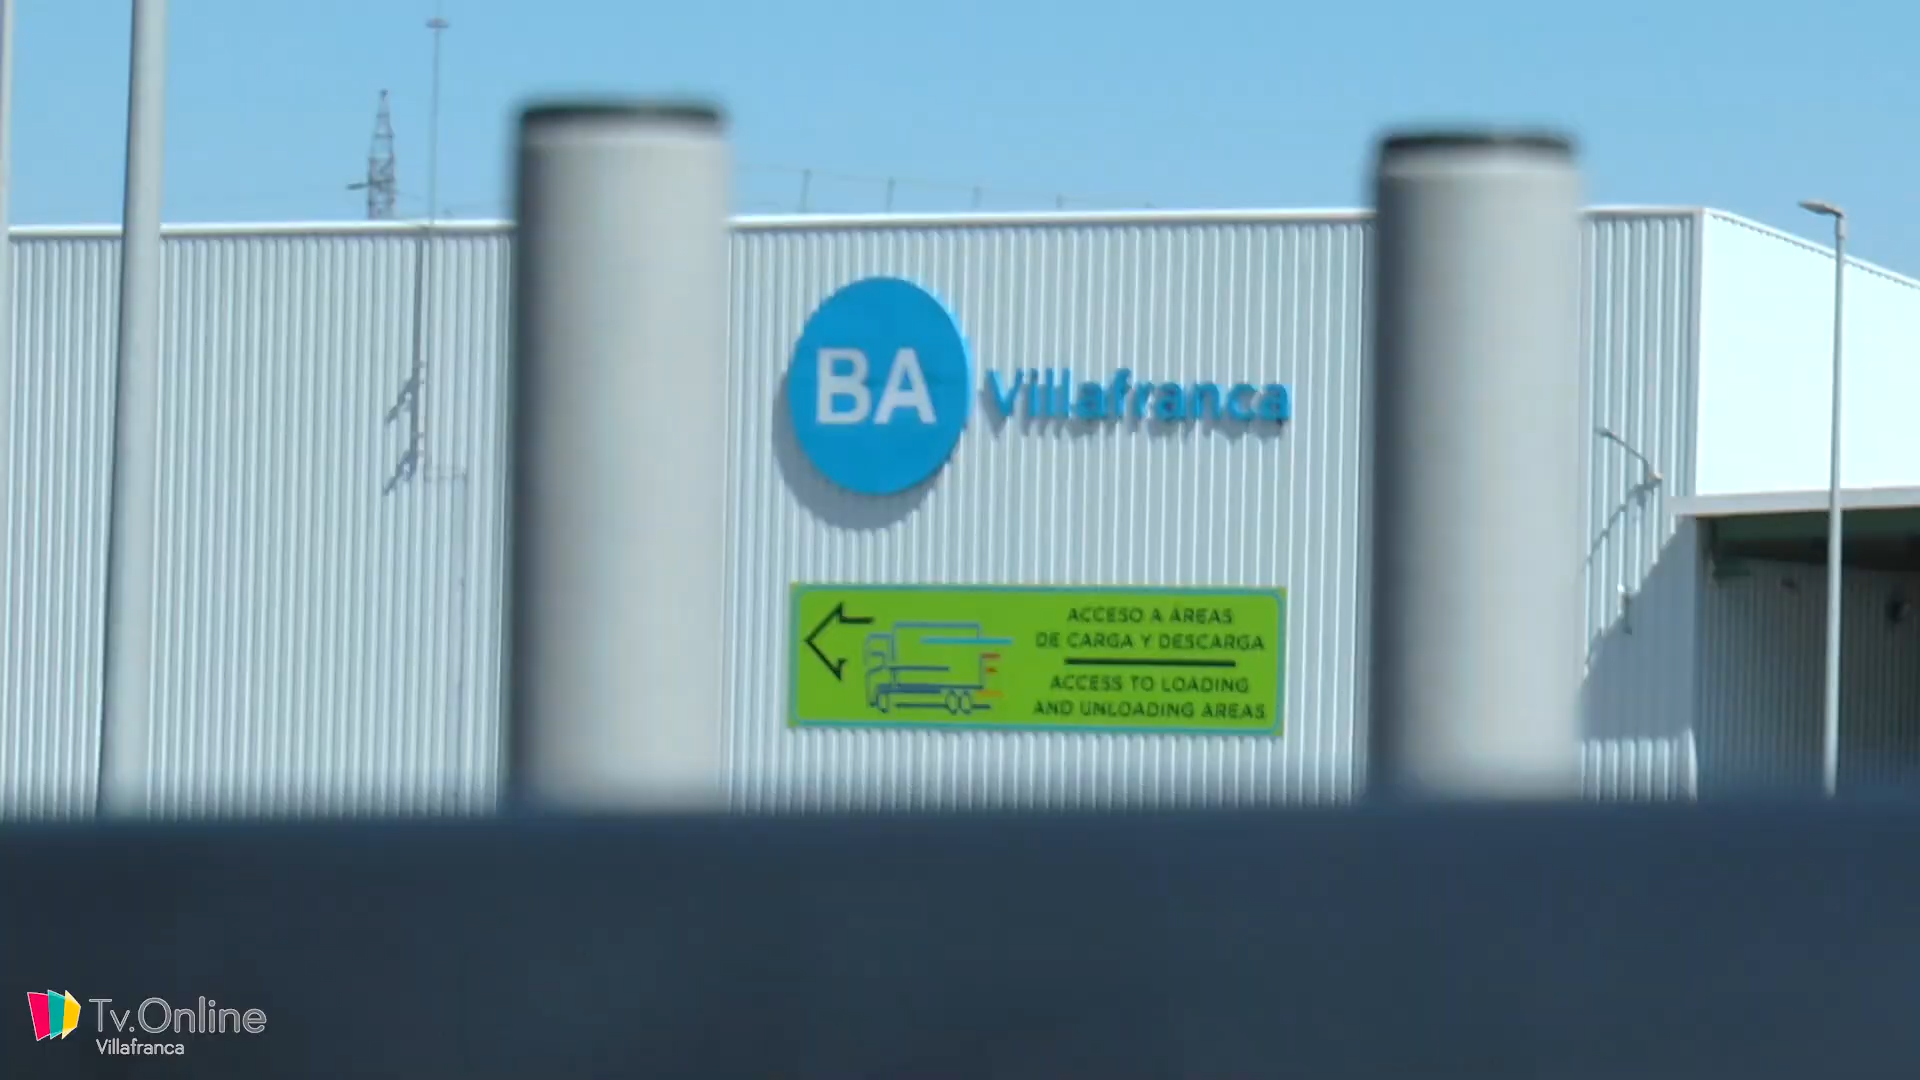 BA Villafranca
ACCESO A ÁREAS
DE CARGA Y DESCARGA
ACCESS TO LOADING
AND UNLOADING AREAS
Tv.Online
Villafranca